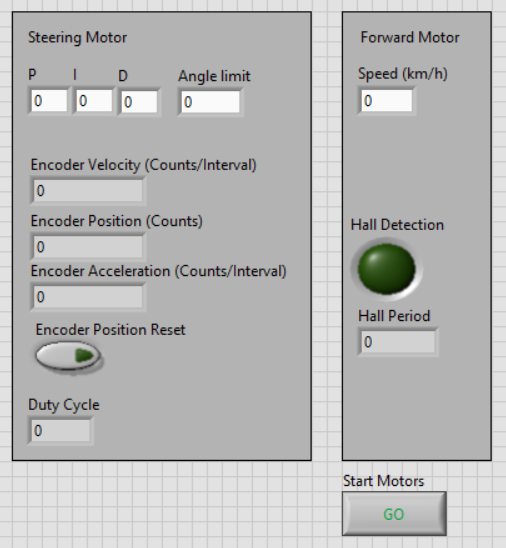 Steering Motor
P I D Angle limit
0 0 0 0
Encoder Velocity (Counts/Interval)
0
Encoder Position (Counts)
0
Encoder Acceleration (Counts/Interval)
0
Encoder Position Reset
Duty Cycle
0
Forward Motor
Speed (km/h)
0
Hall Detection
Hall Period
0
Start Motors
GO